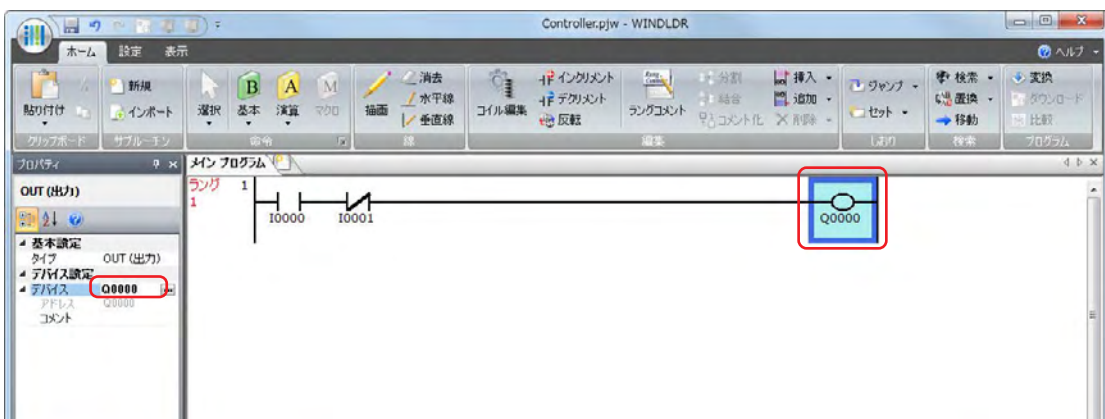 Controller.pjw - WINDLDR
ホーム 設定 表示 ヘルプ
貼り付け
クリップボード
新規
インポート
サブルーチン
選択 基本 演算 マクロ
B A M
命令
描画
消去
水平線
垂直線
線
コイル編集
インクリメント
デクリメント
反転
ラングコメント
分割
結合
コメント化
挿入
追加
削除
編集
ジャンプ
セット
しおり
検索
置換
移動
検索
変換
ダウンロード
比較
プログラム
プロパティ
OUT (出力)
基本設定
タイプ OUT (出力)
デバイス設定
デバイス Q0000
アドレス Q0000
コメント
メイン プログラム
ラング 1
1
I0000 I0001 Q0000